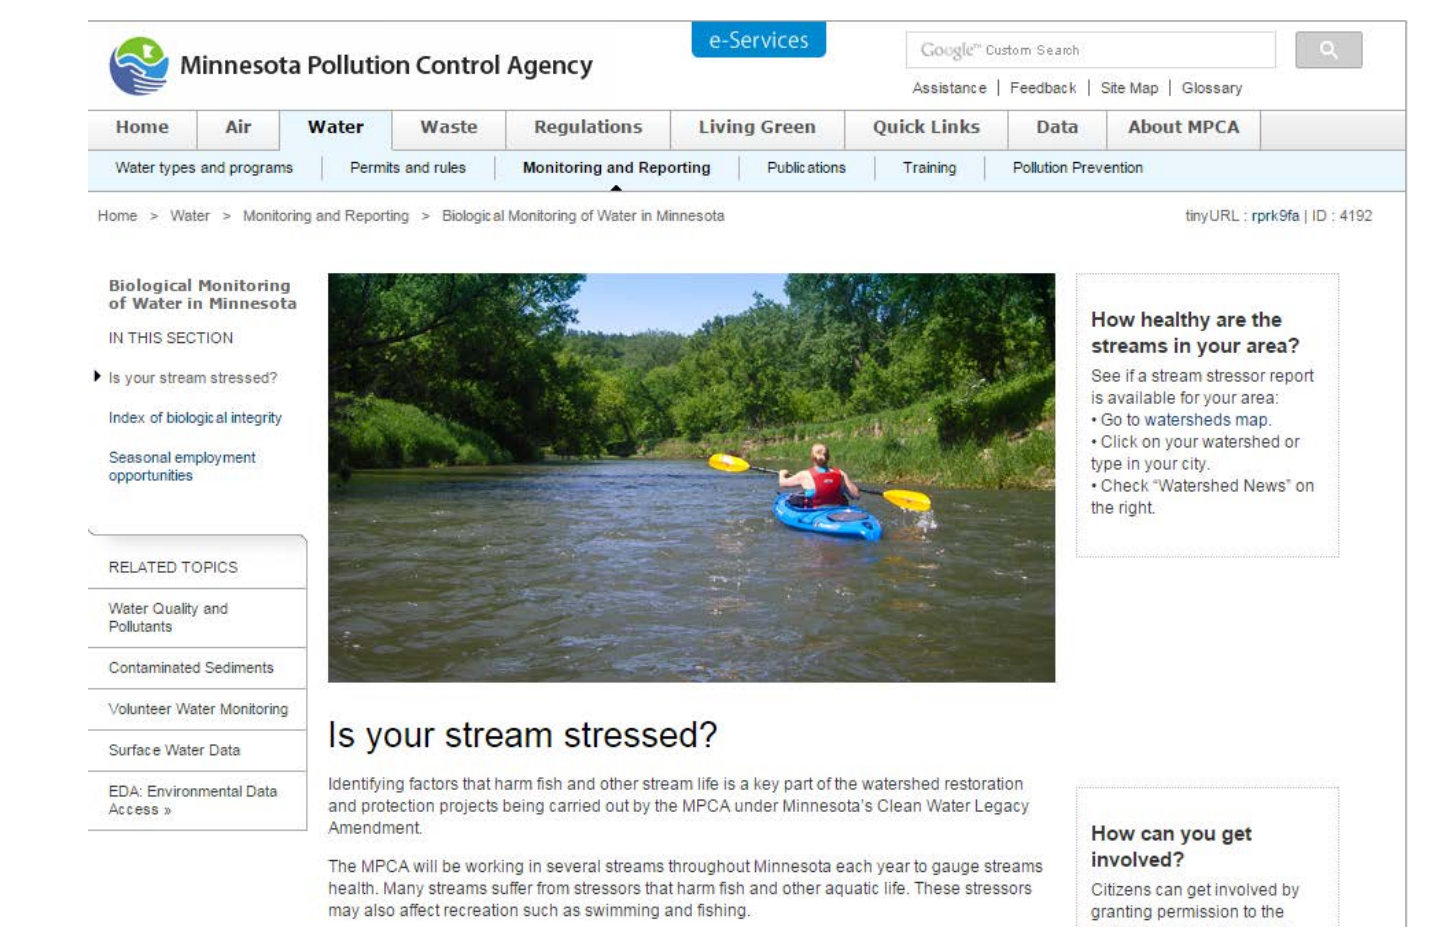 e-Services
Minnesota Pollution Control Agency
Google™ Custom Search
Assistance | Feedback | Site Map | Glossary
Home Air Water Waste Regulations Living Green Quick Links Data About MPCA
Water types and programs | Permits and rules | Monitoring and Reporting | Publications | Training | Pollution Prevention
Home > Water > Monitoring and Reporting > Biological Monitoring of Water in Minnesota
tinyURL : rprk9fa | ID : 4192
Biological Monitoring
of Water in Minnesota
IN THIS SECTION
Is your stream stressed?
Index of biological integrity
Seasonal employment
opportunities
RELATED TOPICS
Water Quality and
Pollutants
Contaminated Sediments
Volunteer Water Monitoring
Surface Water Data
EDA: Environmental Data
Access »
Is your stream stressed?
Identifying factors that harm fish and other stream life is a key part of the watershed restoration
and protection projects being carried out by the MPCA under Minnesota's Clean Water Legacy
Amendment.
The MPCA will be working in several streams throughout Minnesota each year to gauge streams
health. Many streams suffer from stressors that harm fish and other aquatic life. These stressors
may also affect recreation such as swimming and fishing.
How healthy are the
streams in your area?
See if a stream stressor report
is available for your area:
• Go to watersheds map.
• Click on your watershed or
type in your city.
• Check “Watershed News” on
the right.
How can you get
involved?
Citizens can get involved by
granting permission to the